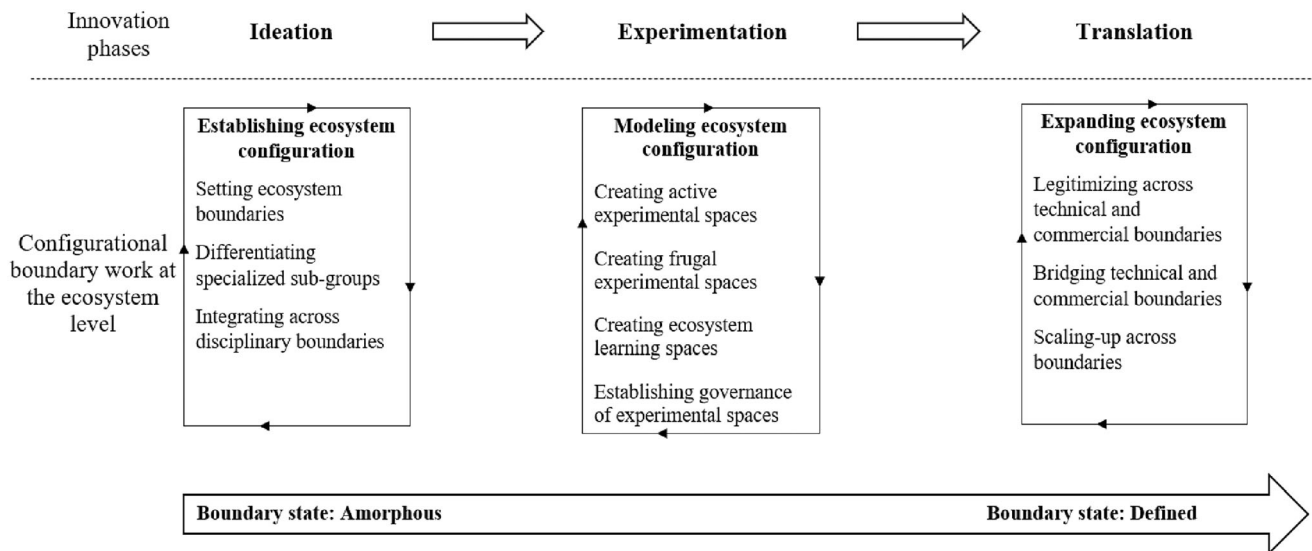 Innovation
phases
Ideation
Experimentation
Translation
Configurational
boundary work at
the ecosystem
level
Establishing ecosystem
configuration
Setting ecosystem
boundaries
Differentiating
specialized sub-groups
Integrating across
disciplinary boundaries
Modeling ecosystem
configuration
Creating active
experimental spaces
Creating frugal
experimental spaces
Creating ecosystem
learning spaces
Establishing governance
of experimental spaces
Expanding ecosystem
configuration
Legitimizing across
technical and
commercial boundaries
Bridging technical and
commercial boundaries
Scaling-up across
boundaries
Boundary state: Amorphous
Boundary state: Defined